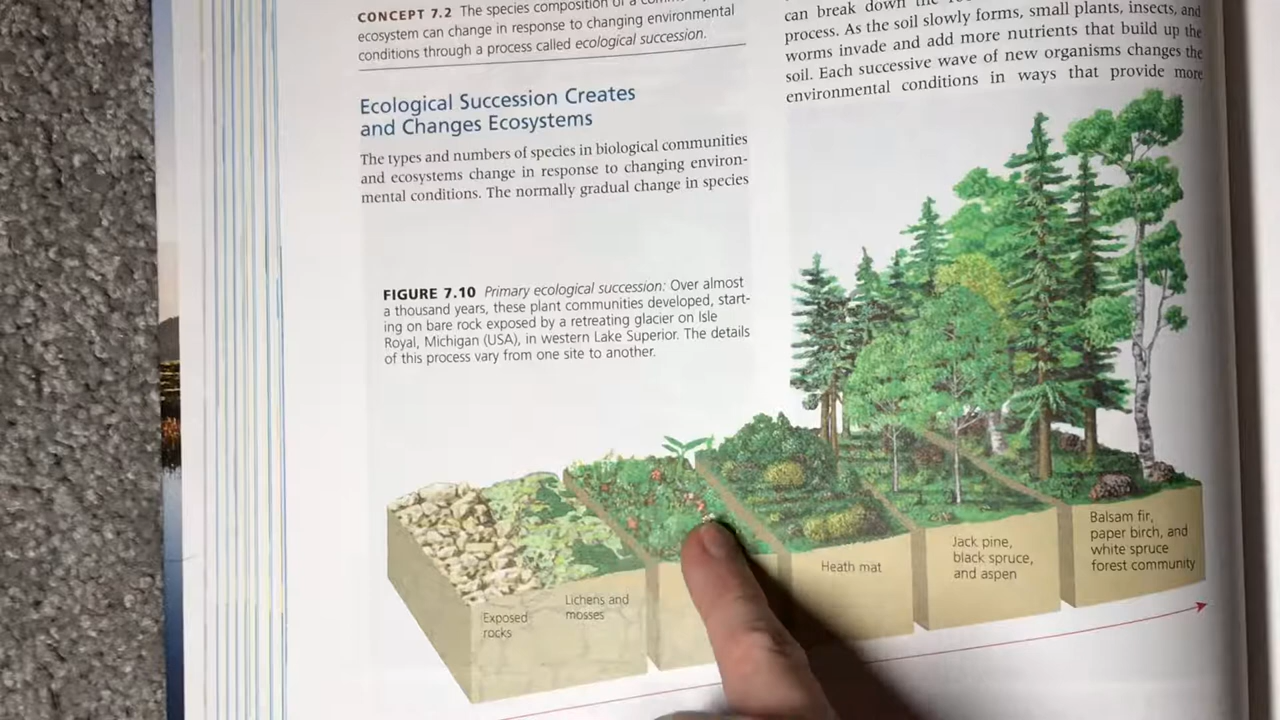 CONCEPT 7.2 The species composition of a
ecosystem can change in response to changing environmental
conditions through a process called ecological succession.
Ecological Succession Creates
and Changes Ecosystems
The types and numbers of species in biological communities
and ecosystems change in response to changing environ-
mental conditions. The normally gradual change in species
FIGURE 7.10 Primary ecological succession: Over almost
a thousand years, these plant communities developed, start-
ing on bare rock exposed by a retreating glacier on Isle
Royal, Michigan (USA), in western Lake Superior. The details
of this process vary from one site to another.
can break down the
process. As the soil slowly forms, small plants, insects, and
worms invade and add more nutrients that build up the
soil. Each successive wave of new organisms changes the
environmental conditions in ways that provide more
Exposed
rocks
Lichens and
mosses
Heath mat
Jack pine,
black spruce,
and aspen
Balsam fir,
paper birch, and
white spruce
forest community